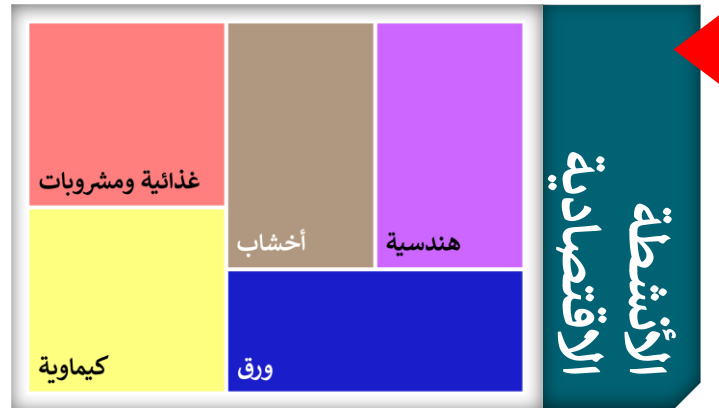 الأنشطة
الاقتصادية
هندسية
أخشاب
غذائية ومشروبات
ورق
كيماوية